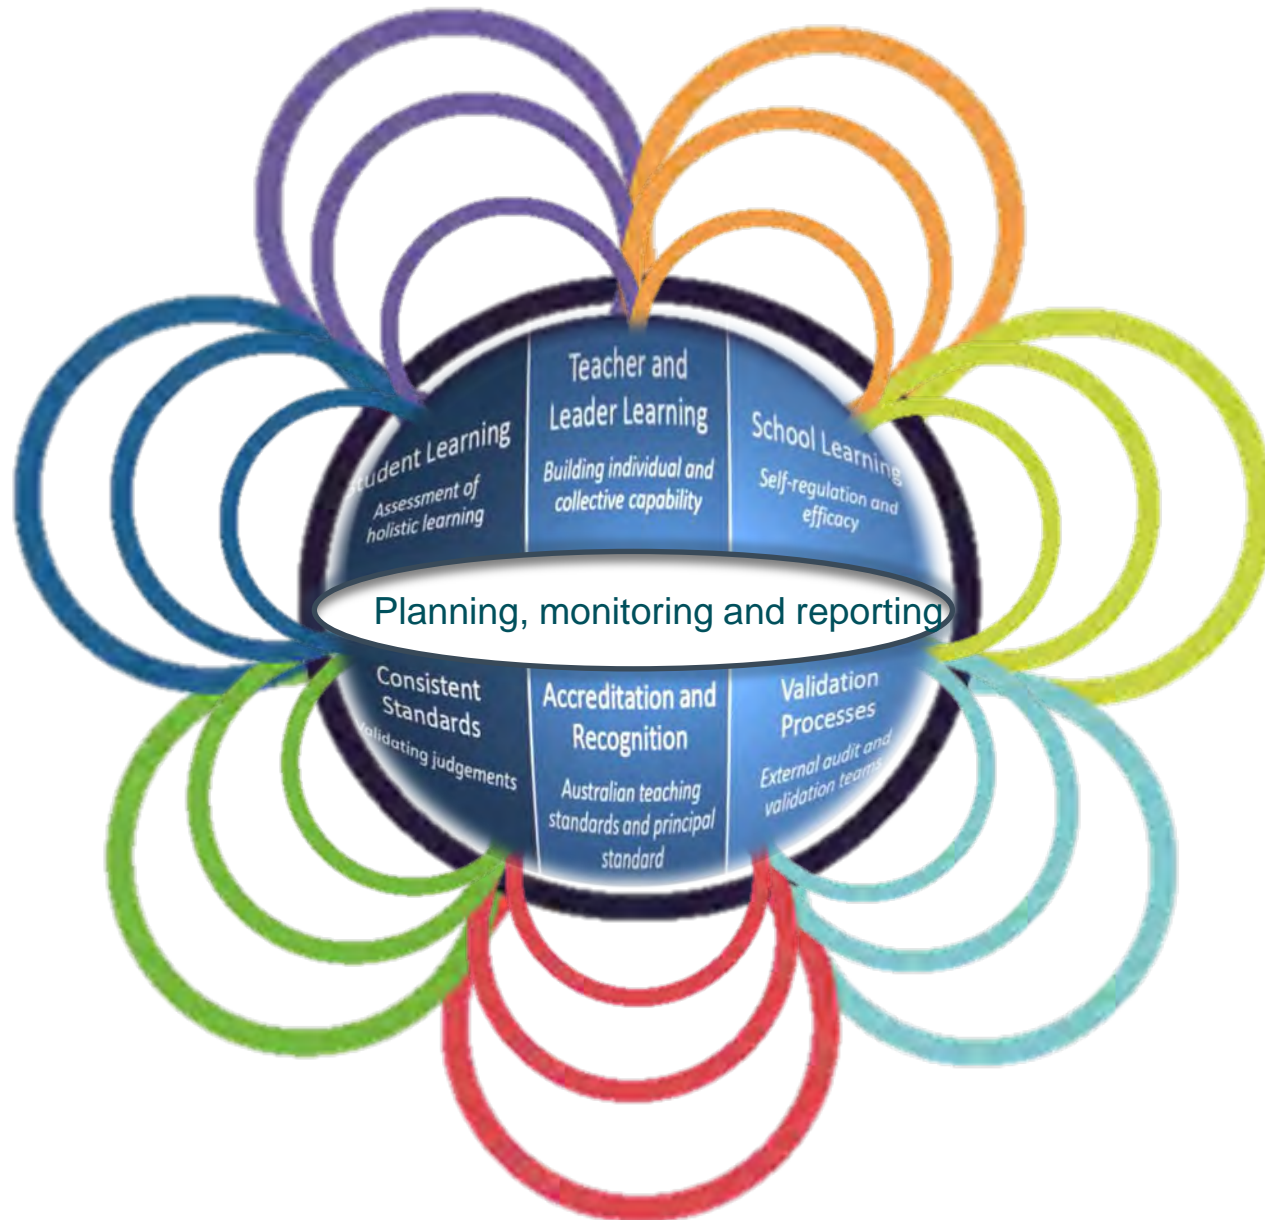 Student Learning
Assessment of
holistic learning
Teacher and
Leader Learning
Building individual and
collective capability
School Learning
Self-regulation and
efficacy
Planning, monitoring and reporting
Consistent
Standards
Validating judgements
Accreditation and
Recognition
Australian teaching
standards and principal
standard
Validation
Processes
External audit and
validation teams